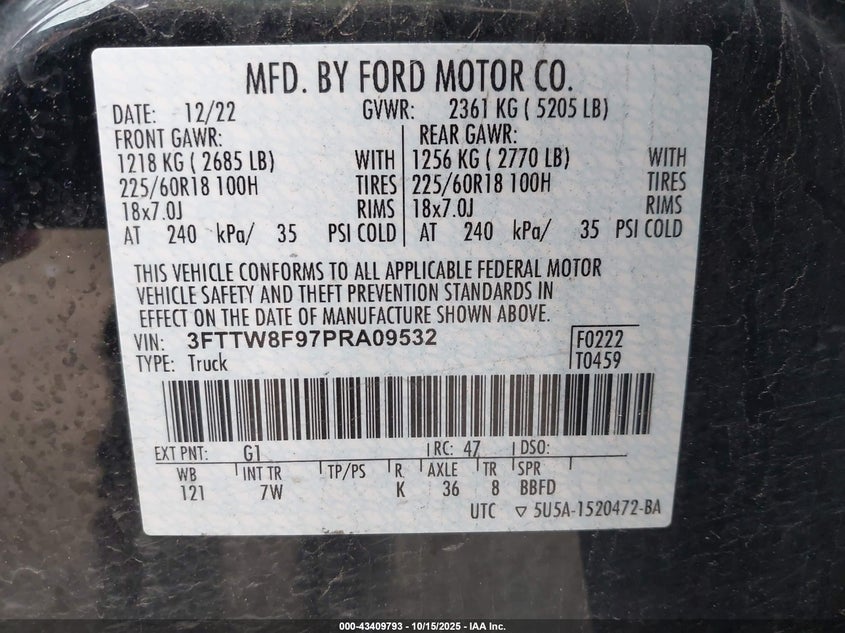 MFD. BY FORD MOTOR CO.
DATE: 12/22 GVWR: 2361 KG ( 5205 LB)
FRONT GAWR: REAR GAWR:
1218 KG ( 2685 LB) WITH 1256 KG ( 2770 LB) WITH
225/60R18 100H TIRES 225/60R18 100H TIRES
18x7.0J RIMS 18x7.0J RIMS
AT 240 kPa/ 35 PSI COLD AT 240 kPa/ 35 PSI COLD
THIS VEHICLE CONFORMS TO ALL APPLICABLE FEDERAL MOTOR
VEHICLE SAFETY AND THEFT PREVENTION STANDARDS IN
EFFECT ON THE DATE OF MANUFACTURE SHOWN ABOVE.
VIN: 3FTTW8F97PRA09532 F0222
TYPE: Truck T0459
EXT PNT: G1 RC: 47 DSO:
WB INT TR TP/PS R AXLE TR SPR
121 7W K 36 8 BBFD
UTC ▽ 5U5A-1520472-BA
000-43409793 - 10/15/2025 - IAA Inc.